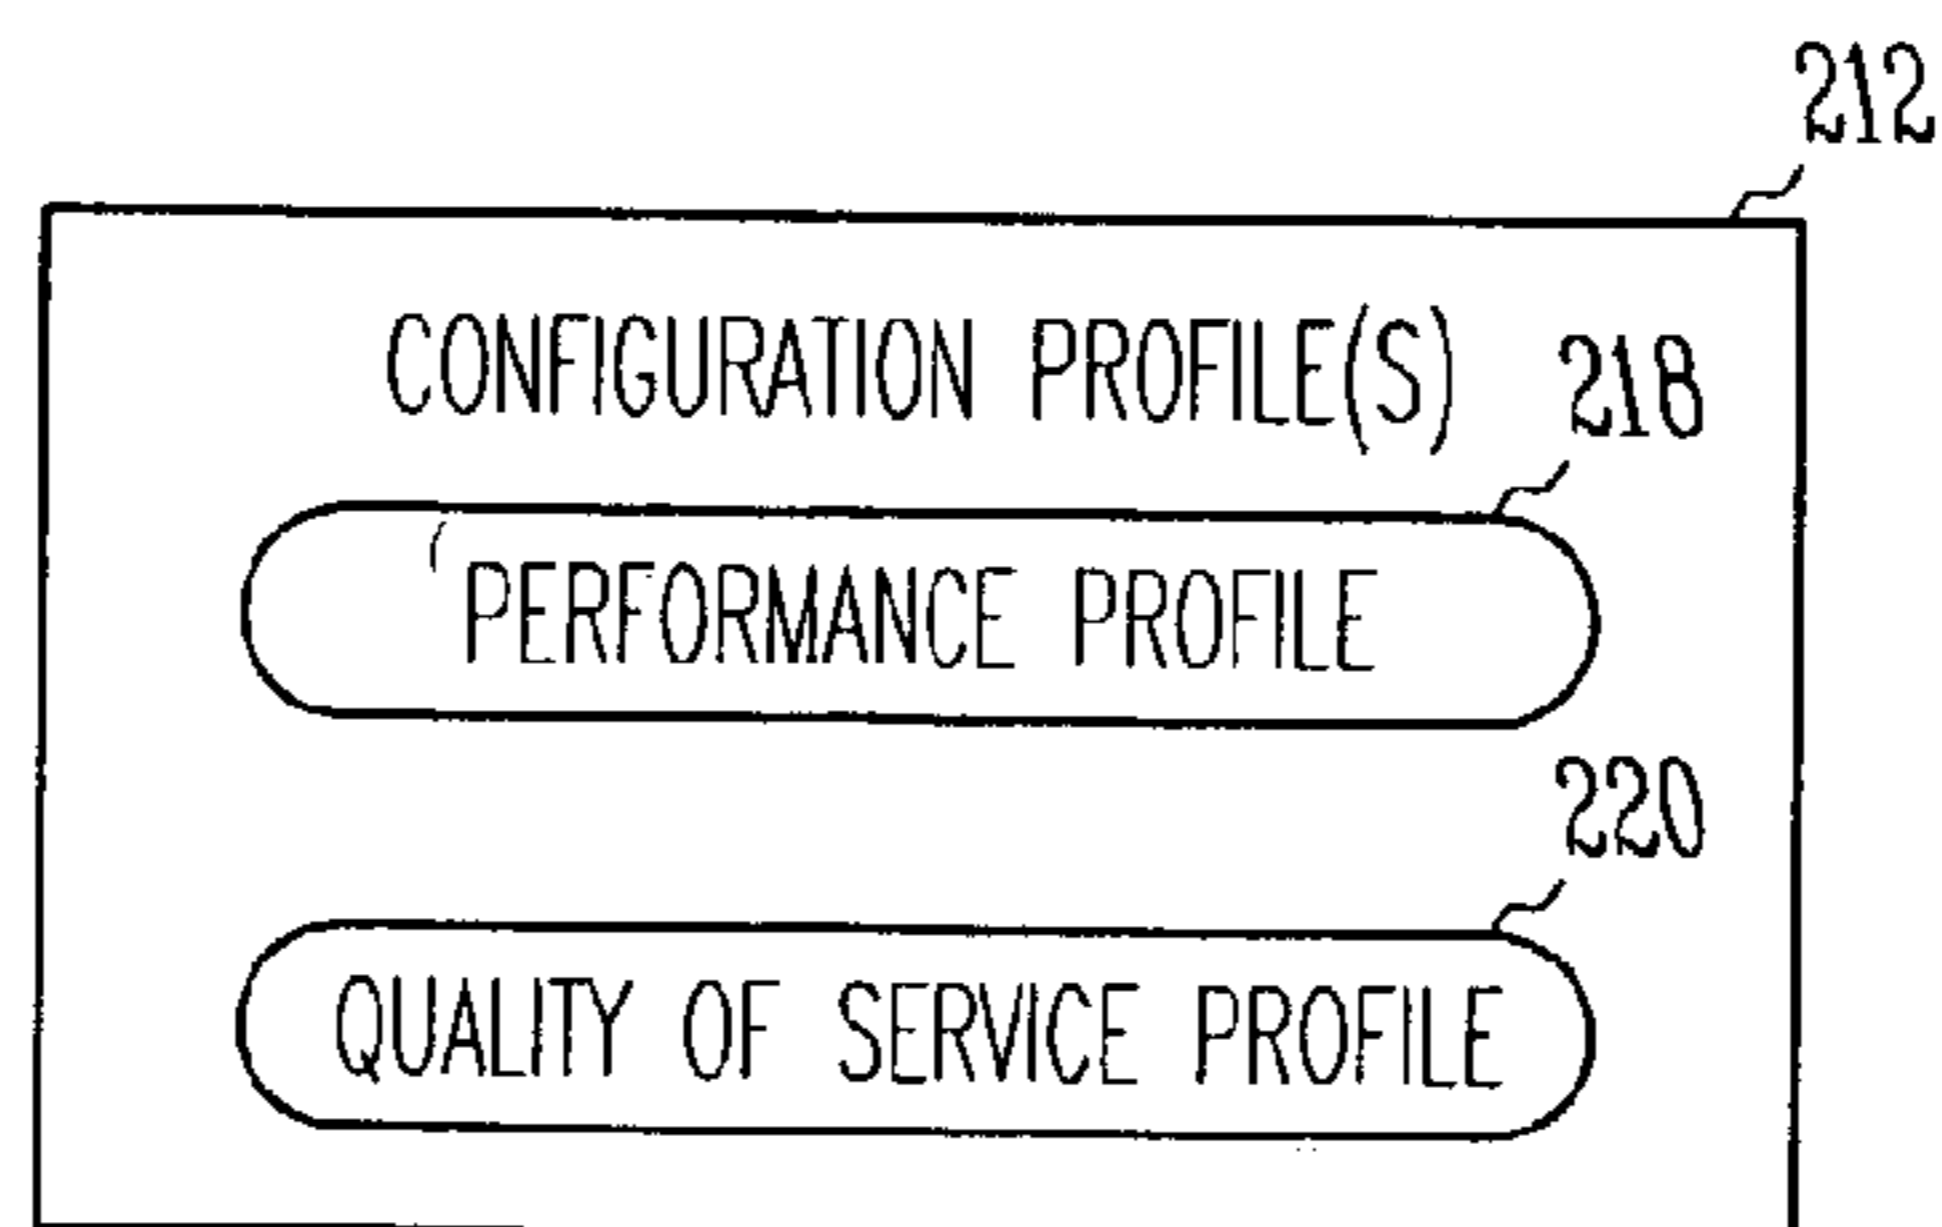 212
CONFIGURATION PROFILE(S)
218
PERFORMANCE PROFILE
220
QUALITY OF SERVICE PROFILE